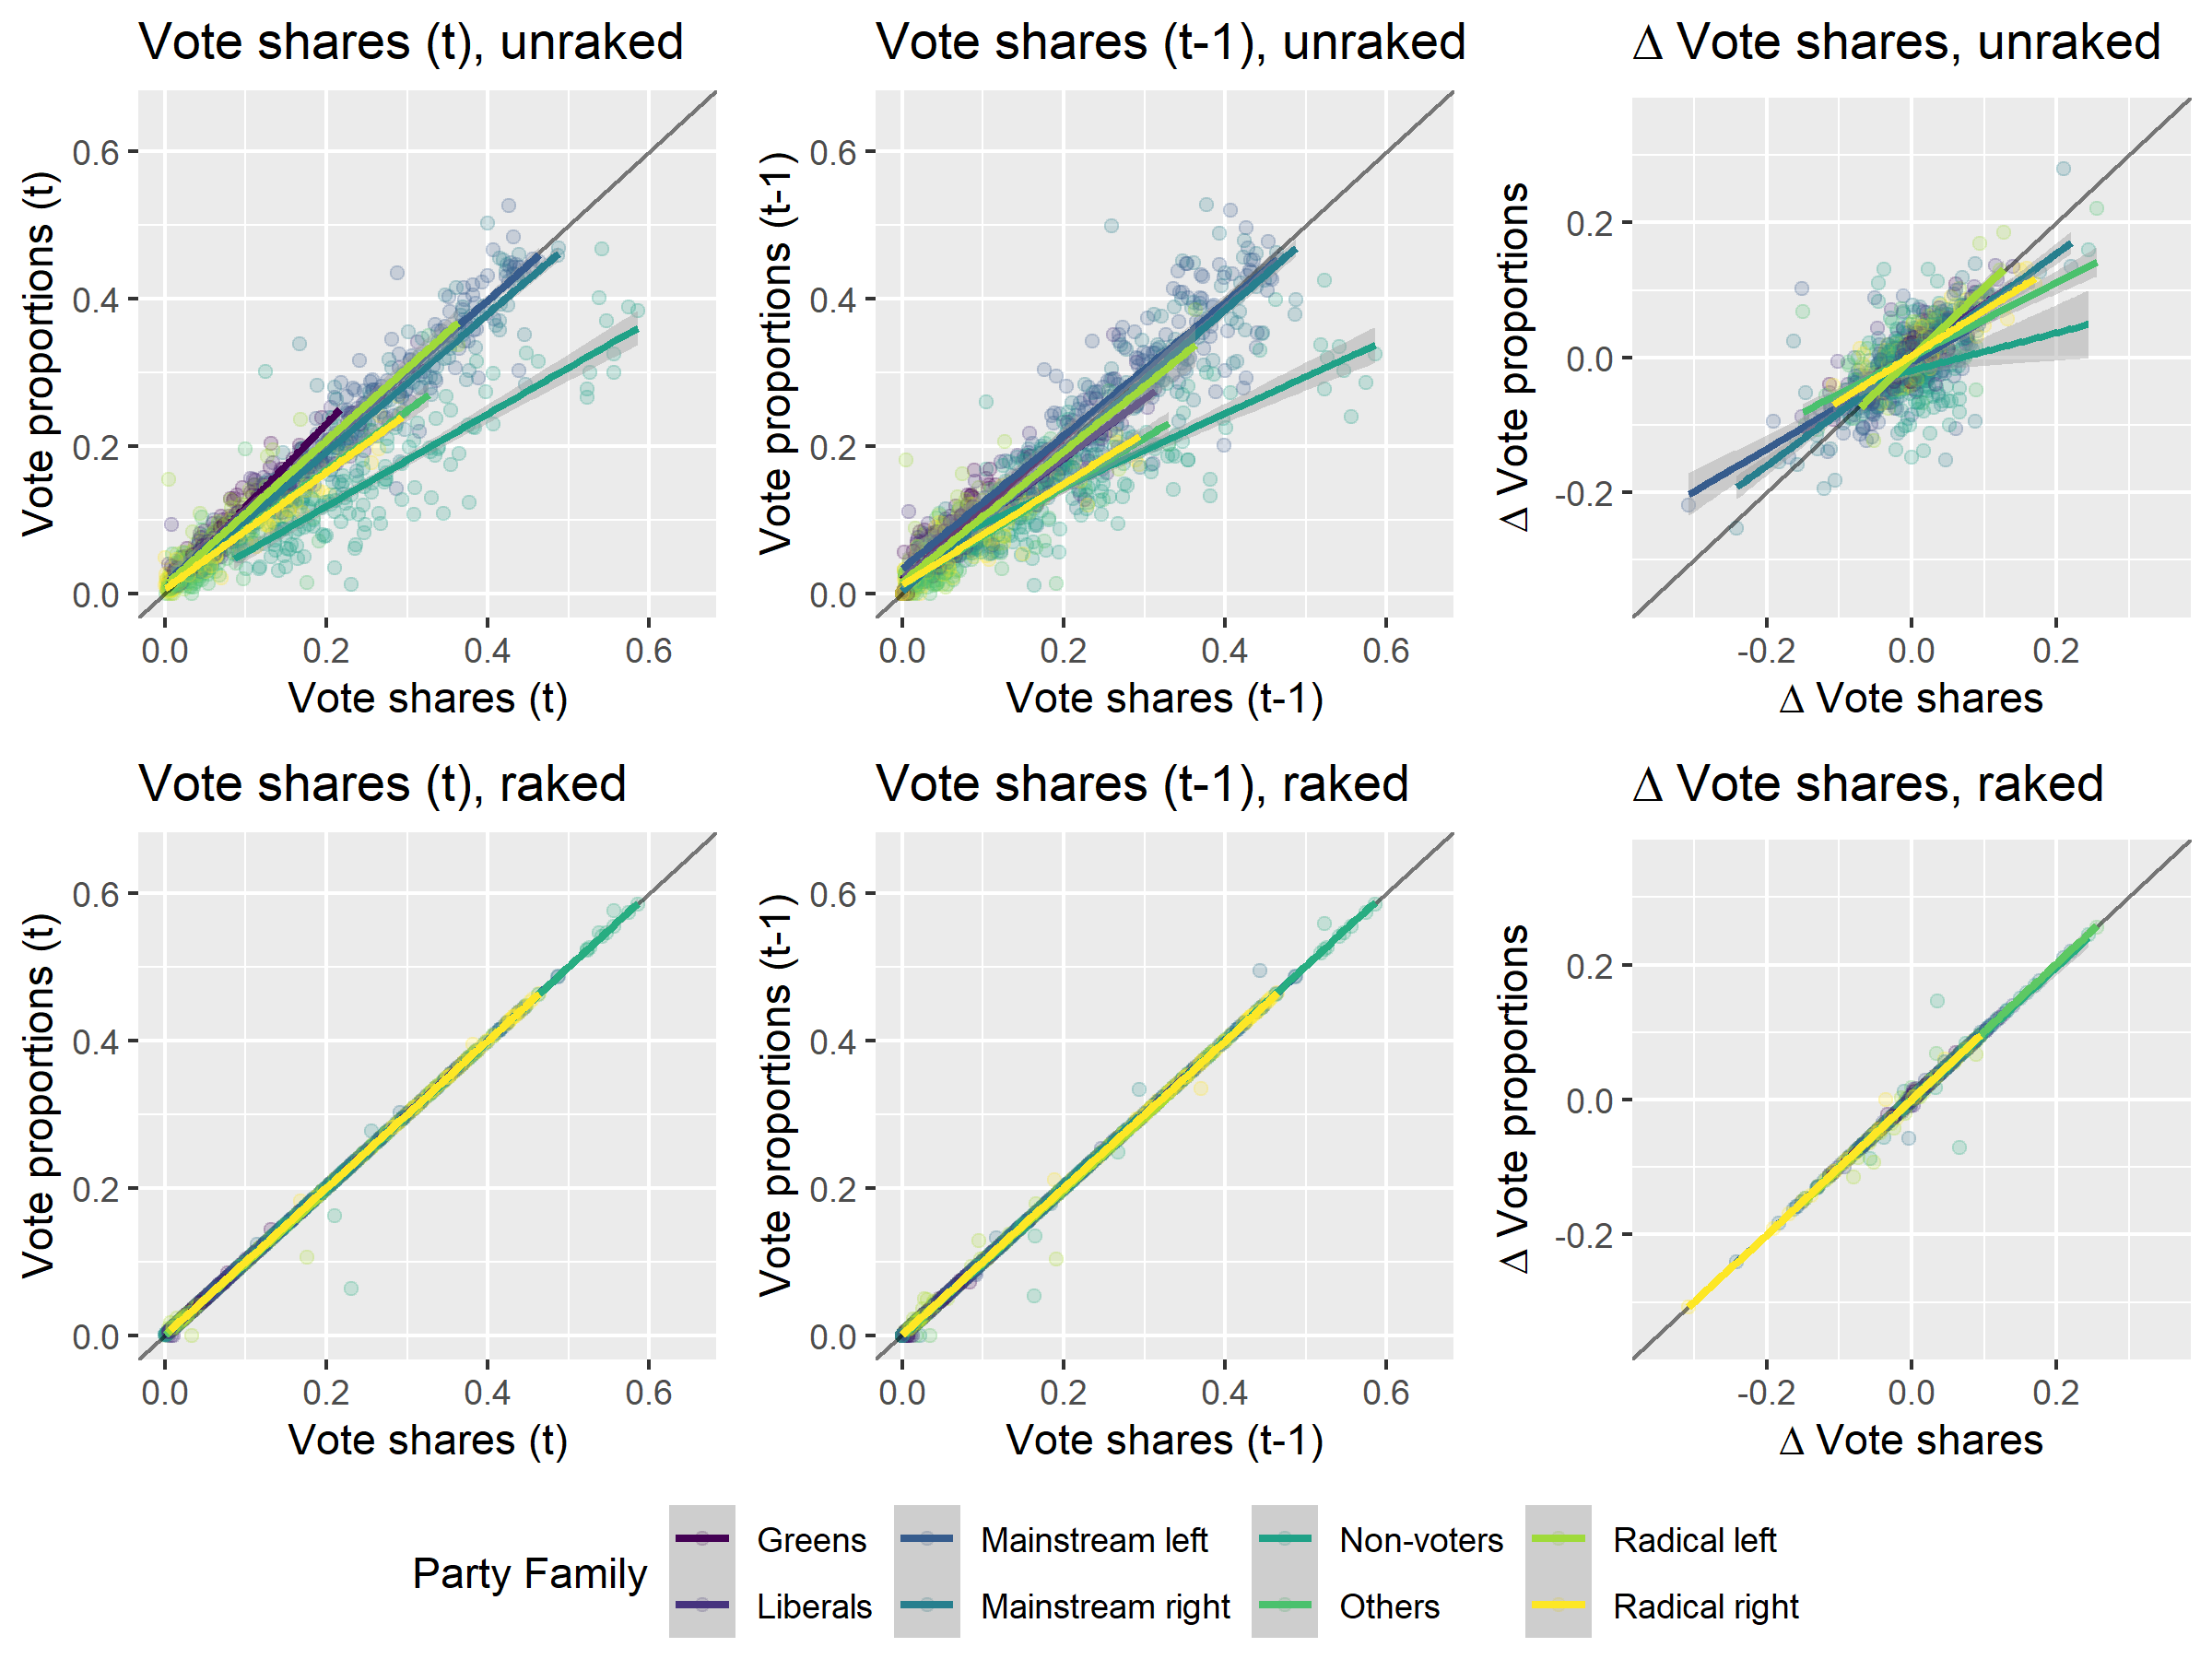 Vote shares (t), unraked
Vote proportions (t)
0.6
0.4
0.2
0.0
0.0 0.2 0.4 0.6
Vote shares (t)
Vote shares (t-1), unraked
Vote proportions (t-1)
0.6
0.4
0.2
0.0
0.0 0.2 0.4 0.6
Vote shares (t-1)
Δ Vote shares, unraked
Δ Vote proportions
0.2
0.0
-0.2
-0.2 0.0 0.2
Δ Vote shares
Vote shares (t), raked
Vote proportions (t)
0.6
0.4
0.2
0.0
0.0 0.2 0.4 0.6
Vote shares (t)
Vote shares (t-1), raked
Vote proportions (t-1)
0.6
0.4
0.2
0.0
0.0 0.2 0.4 0.6
Vote shares (t-1)
Δ Vote shares, raked
Δ Vote proportions
0.2
0.0
-0.2
-0.2 0.0 0.2
Δ Vote shares
Party Family
Greens
Liberals
Mainstream left
Mainstream right
Non-voters
Others
Radical left
Radical right